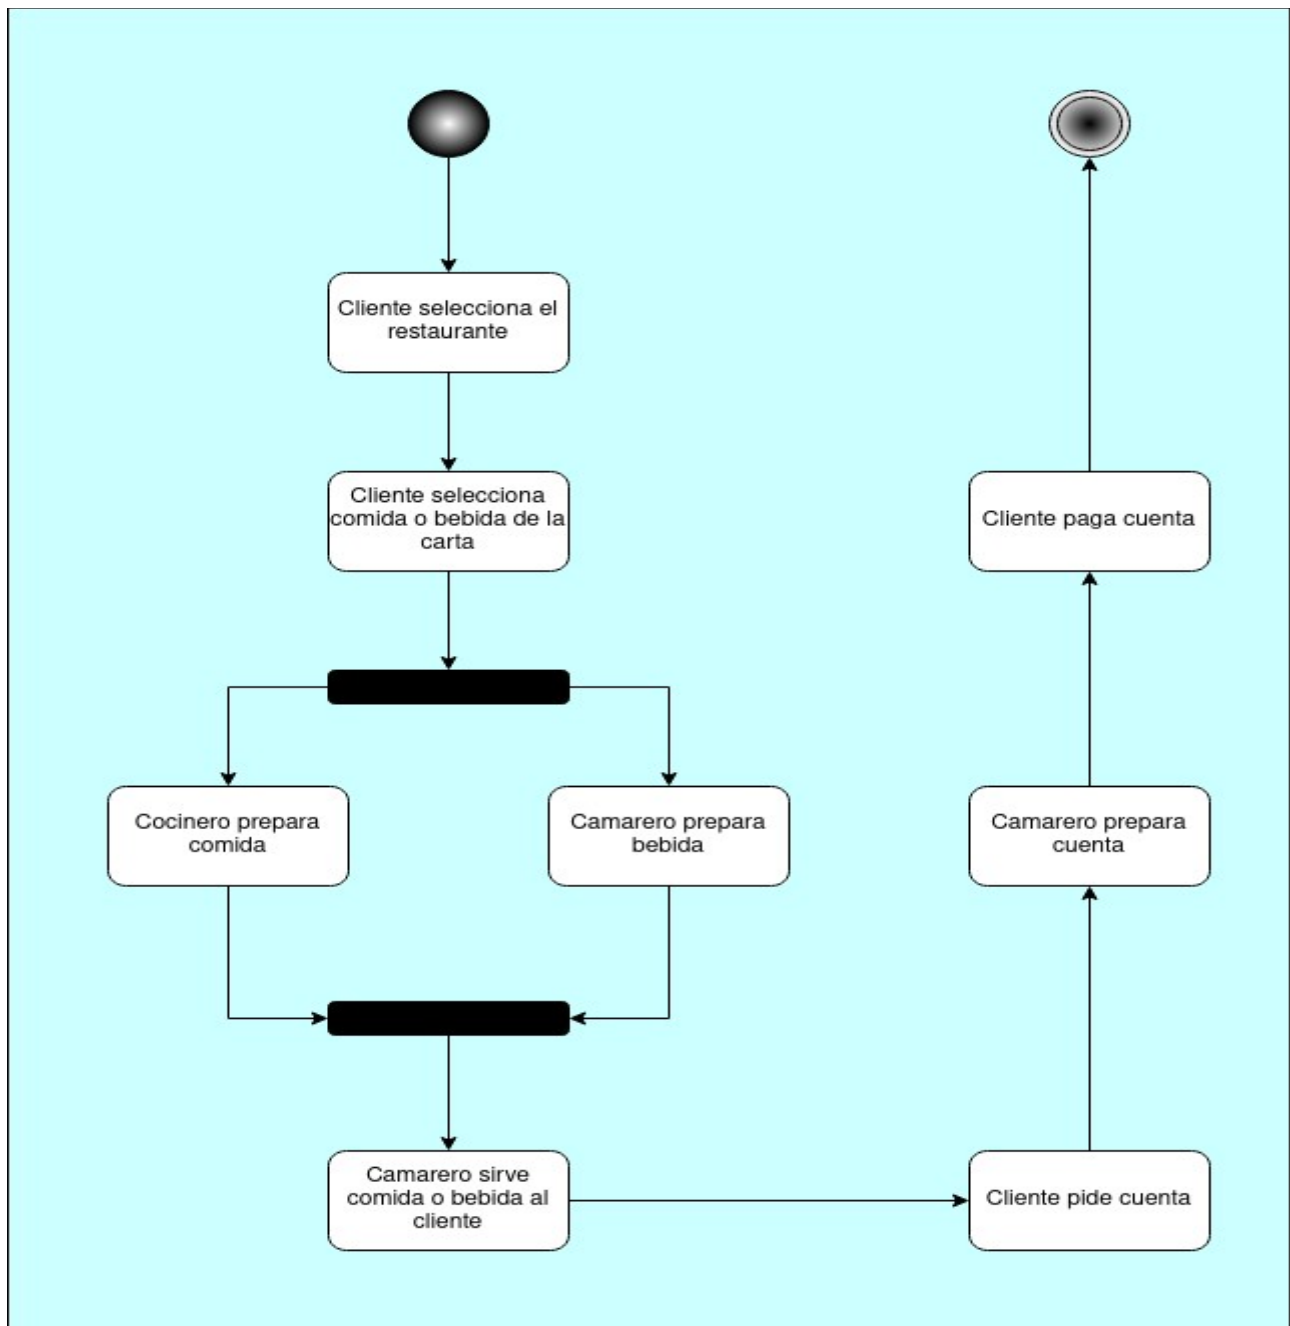 Cliente selecciona el
restaurante
Cliente selecciona
comida o bebida de la
carta
Cocinero prepara
comida
Camarero prepara
bebida
Camarero sirve
comida o bebida al
cliente
Cliente pide cuenta
Camarero prepara
cuenta
Cliente paga cuenta